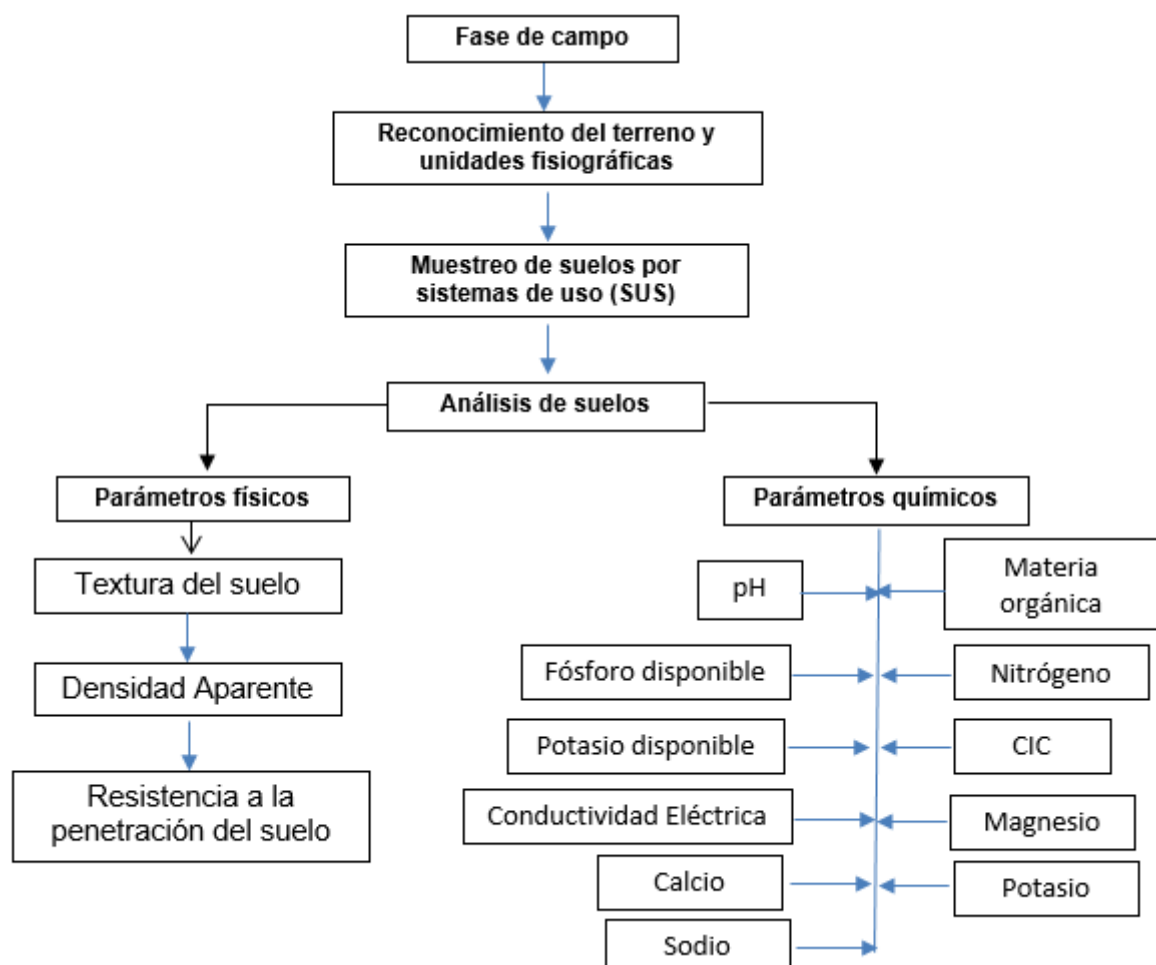 Fase de campo
Reconocimiento del terreno y
unidades fisiográficas
Muestreo de suelos por
sistemas de uso (SUS)
Análisis de suelos
Parámetros físicos
Textura del suelo
Densidad Aparente
Resistencia a la
penetración del suelo
Parámetros químicos
pH
Materia
orgánica
Fósforo disponible
Nitrógeno
Potasio disponible
CIC
Conductividad Eléctrica
Magnesio
Calcio
Potasio
Sodio